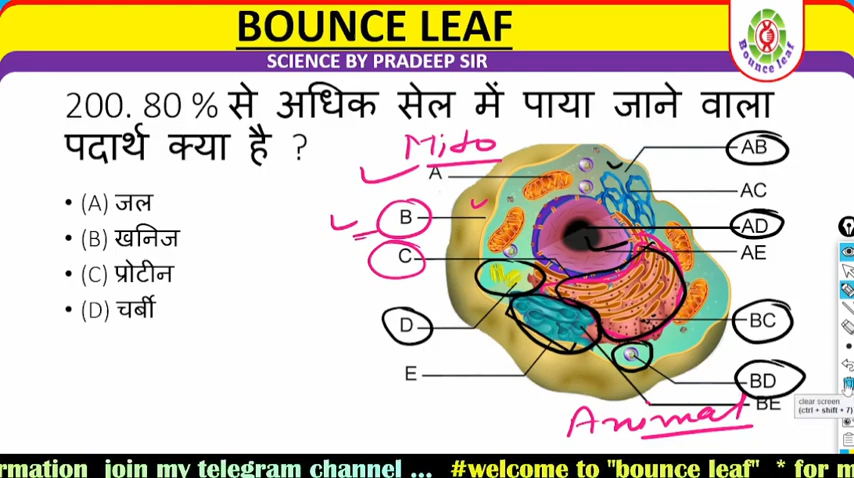 BOUNCE LEAF
SCIENCE BY PRADEEP SIR
Bounce leaf
200. 80 % से अधिक सेल में पाया जाने वाला
पदार्थ क्या है ?
• (A) जल
• (B) खनिज
• (C) प्रोटीन
• (D) चर्बी
Mito
A
B
C
D
E
AB
AC
AD
AE
BC
BD
BE
Animal
clear screen
(ctrl + shift + 7)
rmation join my telegram channel ... #welcome to "bounce leaf" * for m